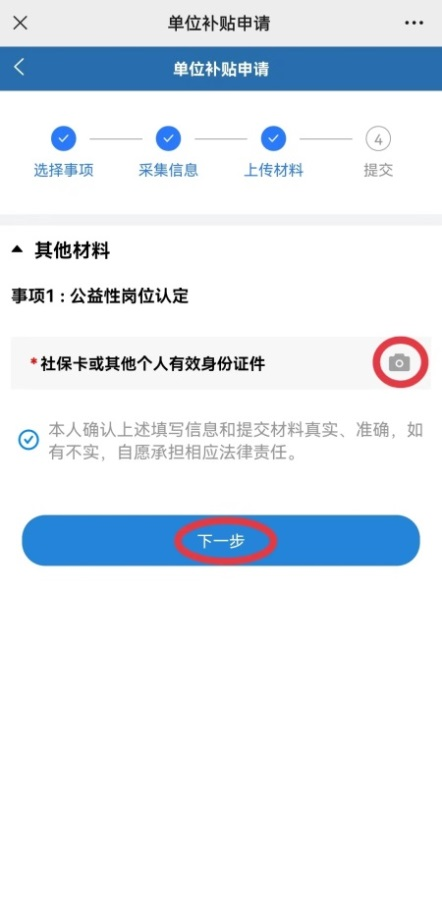 单位补贴申请
单位补贴申请
4
选择事项 采集信息 上传材料 提交
其他材料
事项1：公益性岗位认定
*社保卡或其他个人有效身份证件
本人确认上述填写信息和提交材料真实、准确，如
有不实，自愿承担相应法律责任。
下一步